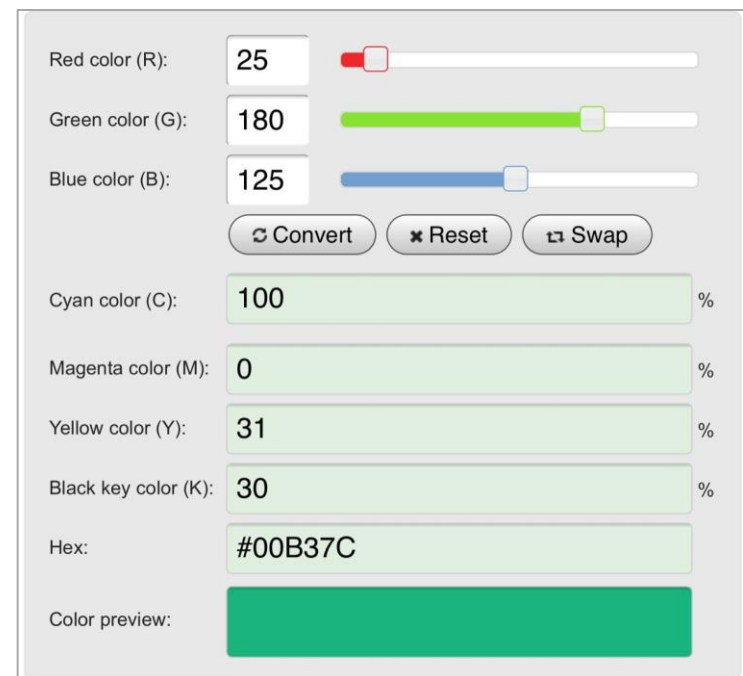 Red color (R): 25
Green color (G): 180
Blue color (B): 125
Convert Reset Swap
Cyan color (C): 100 %
Magenta color (M): 0 %
Yellow color (Y): 31 %
Black key color (K): 30 %
Hex: #00B37C
Color preview: